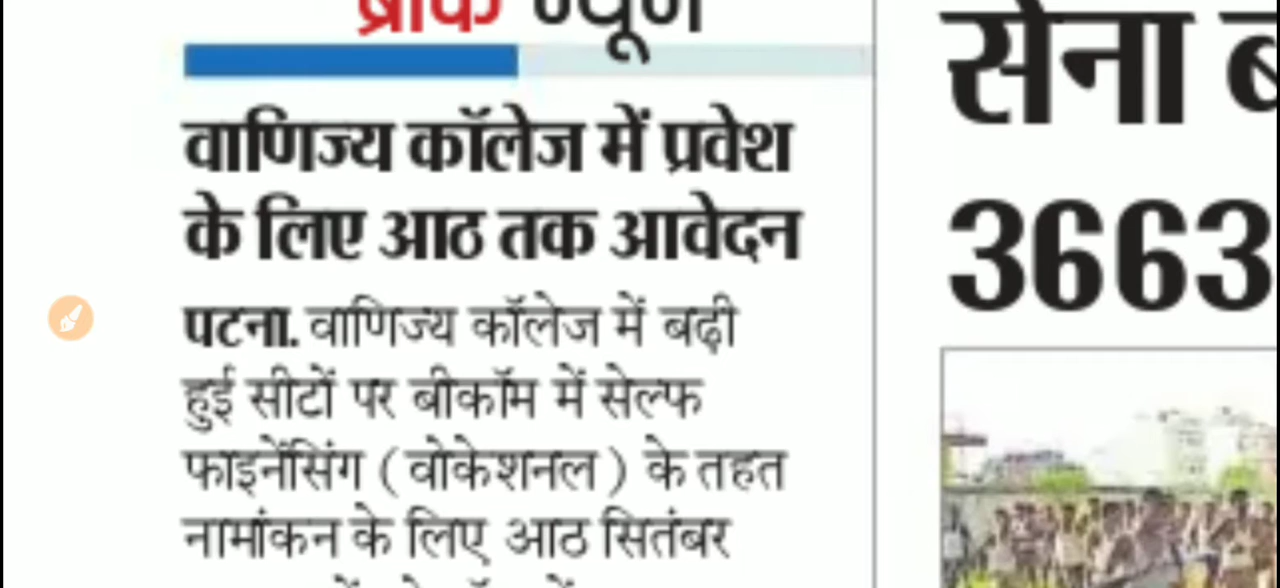 वाणिज्य कॉलेज में प्रवेश
के लिए आठ तक आवेदन
पटना. वाणिज्य कॉलेज में बढ़ी
हुई सीटों पर बीकॉम में सेल्फ
फाइनेंसिंग (वोकेशनल) के तहत
नामांकन के लिए आठ सितंबर
सेना
3663